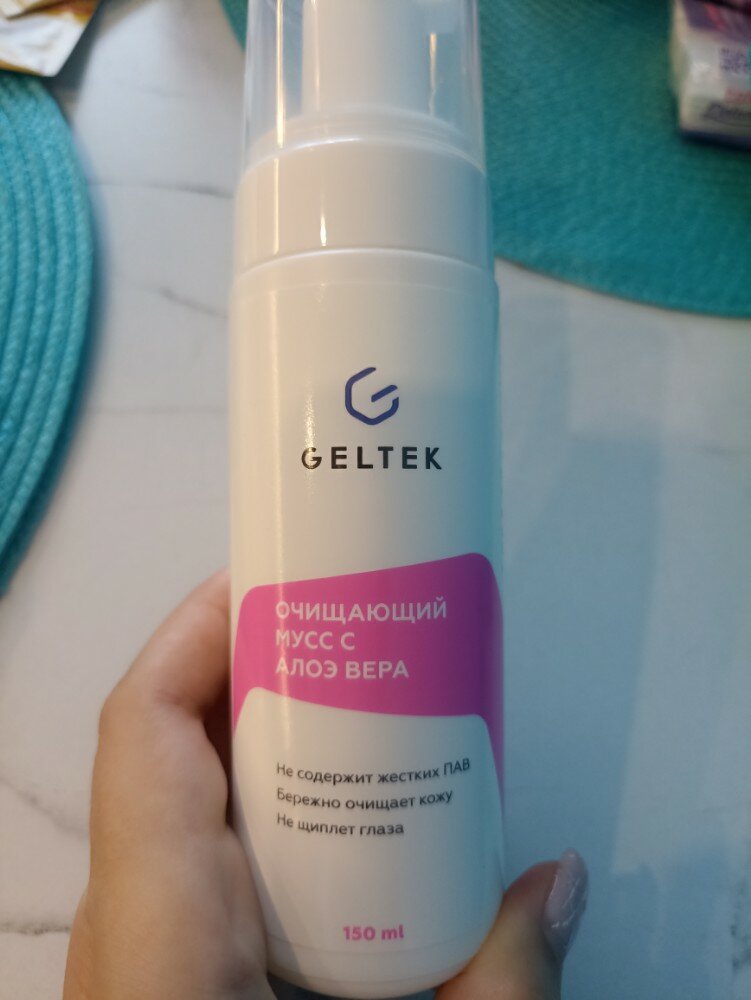 GELTEK
ОЧИЩАЮЩИЙ
МУСС С
АЛОЭ ВЕРА
Не содержит жестких ПАВ
Бережно очищает кожу
Не щиплет глаза
150 ml